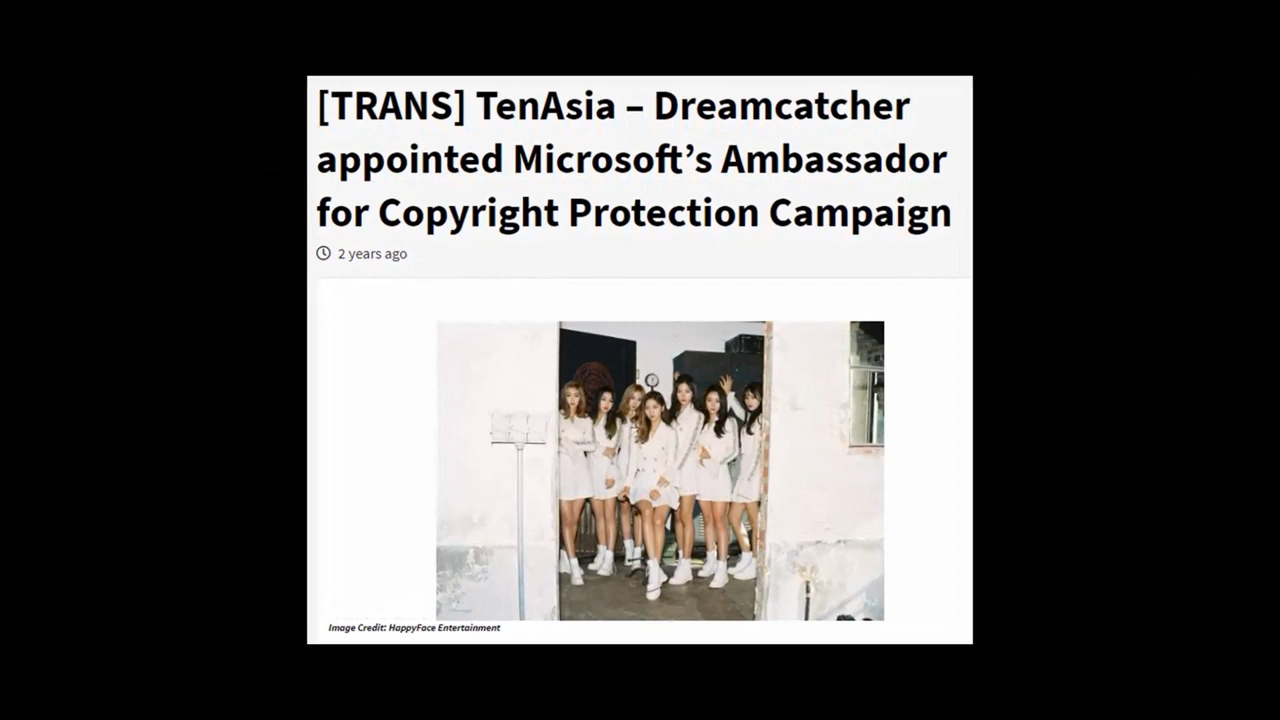 [TRANS] TenAsia – Dreamcatcher
appointed Microsoft’s Ambassador
for Copyright Protection Campaign
2 years ago
Image Credit: HappyFace Entertainment